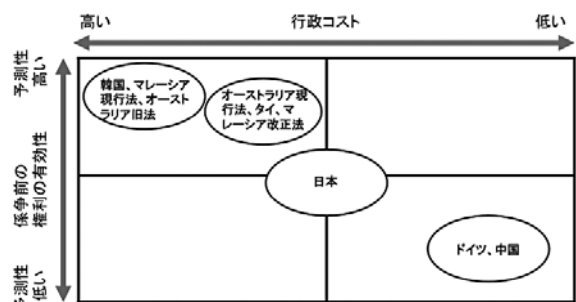 高い 行政コスト 低い
予測性
高い
係争前の
権利の有効性
予測性
低い
韓国、マレーシア
現行法、オースト
ラリア旧法
オーストラリア現
行法、タイ、マ
レーシア改正法
日本
ドイツ、中国